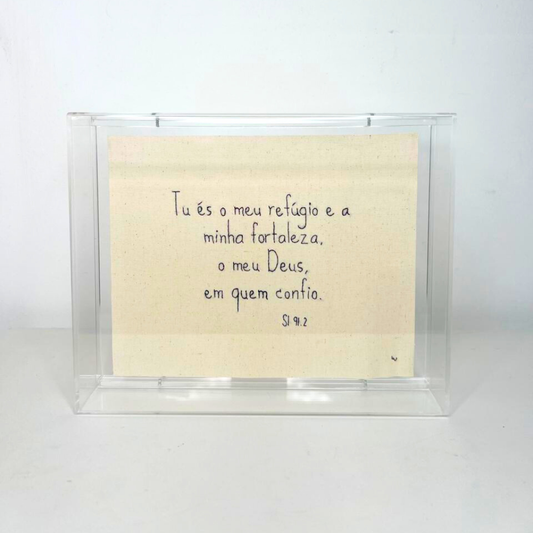 Tu és o meu refúgio e a
minha fortaleza,
o meu Deus,
em quem confio.
Sl 91.2